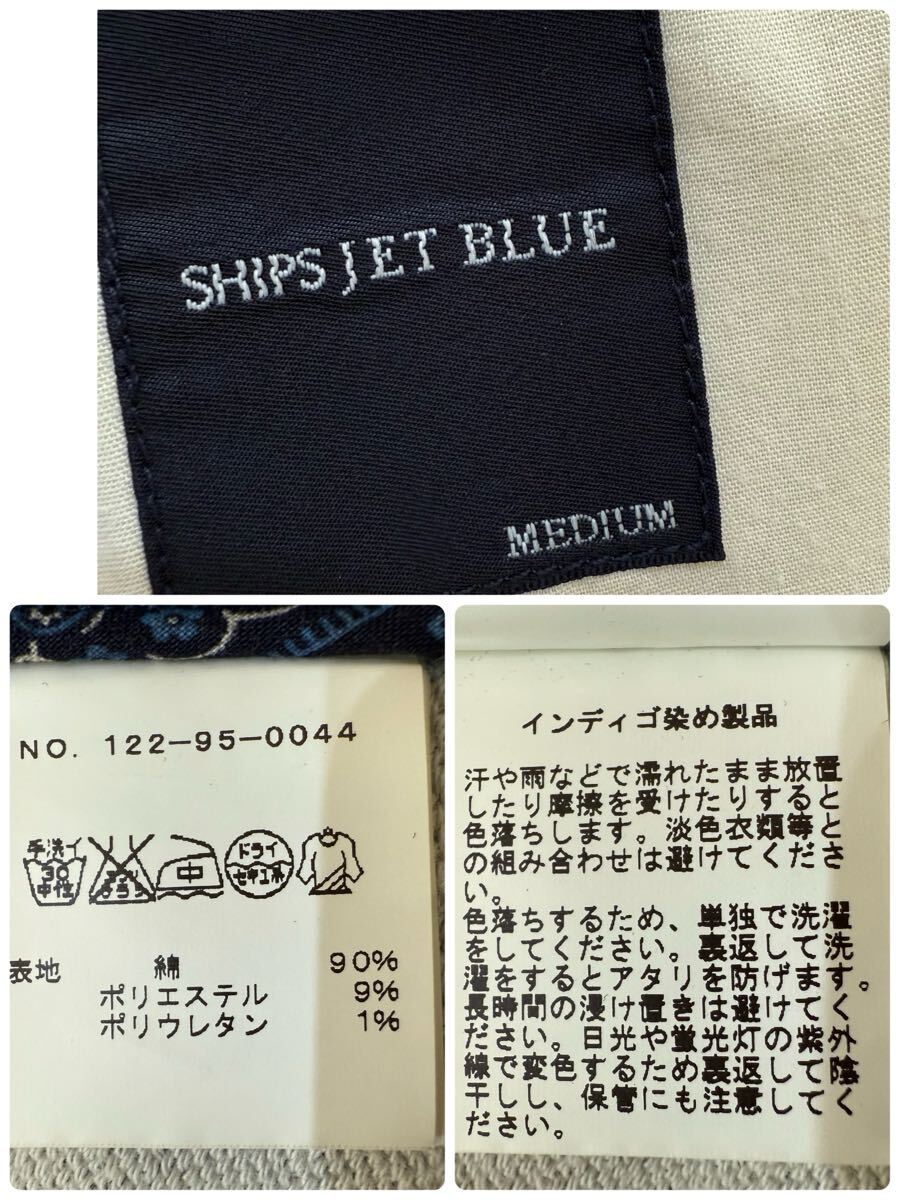 SHIPS JET BLUE
MEDIUM
NO. 122-95-0044
手洗イ
30
中性
エンソ
サラシ
中
ドライ
セキユ系
表地 綿 90%
ポリエステル 9%
ポリウレタン 1%
インディゴ染め製品
汗や雨などで濡れたまま放置
したり摩擦を受けたりすると
色落ちします。淡色衣類等と
の組み合わせは避けてくださ
い。
色落ちするため、単独で洗濯
をしてください。裏返して洗
濯をするとアタリを防げます。
長時間の浸け置きは避けてく
ださい。日光や蛍光灯の紫外
線で変色するため裏返して陰
干しし、保管にも注意してく
ださい。